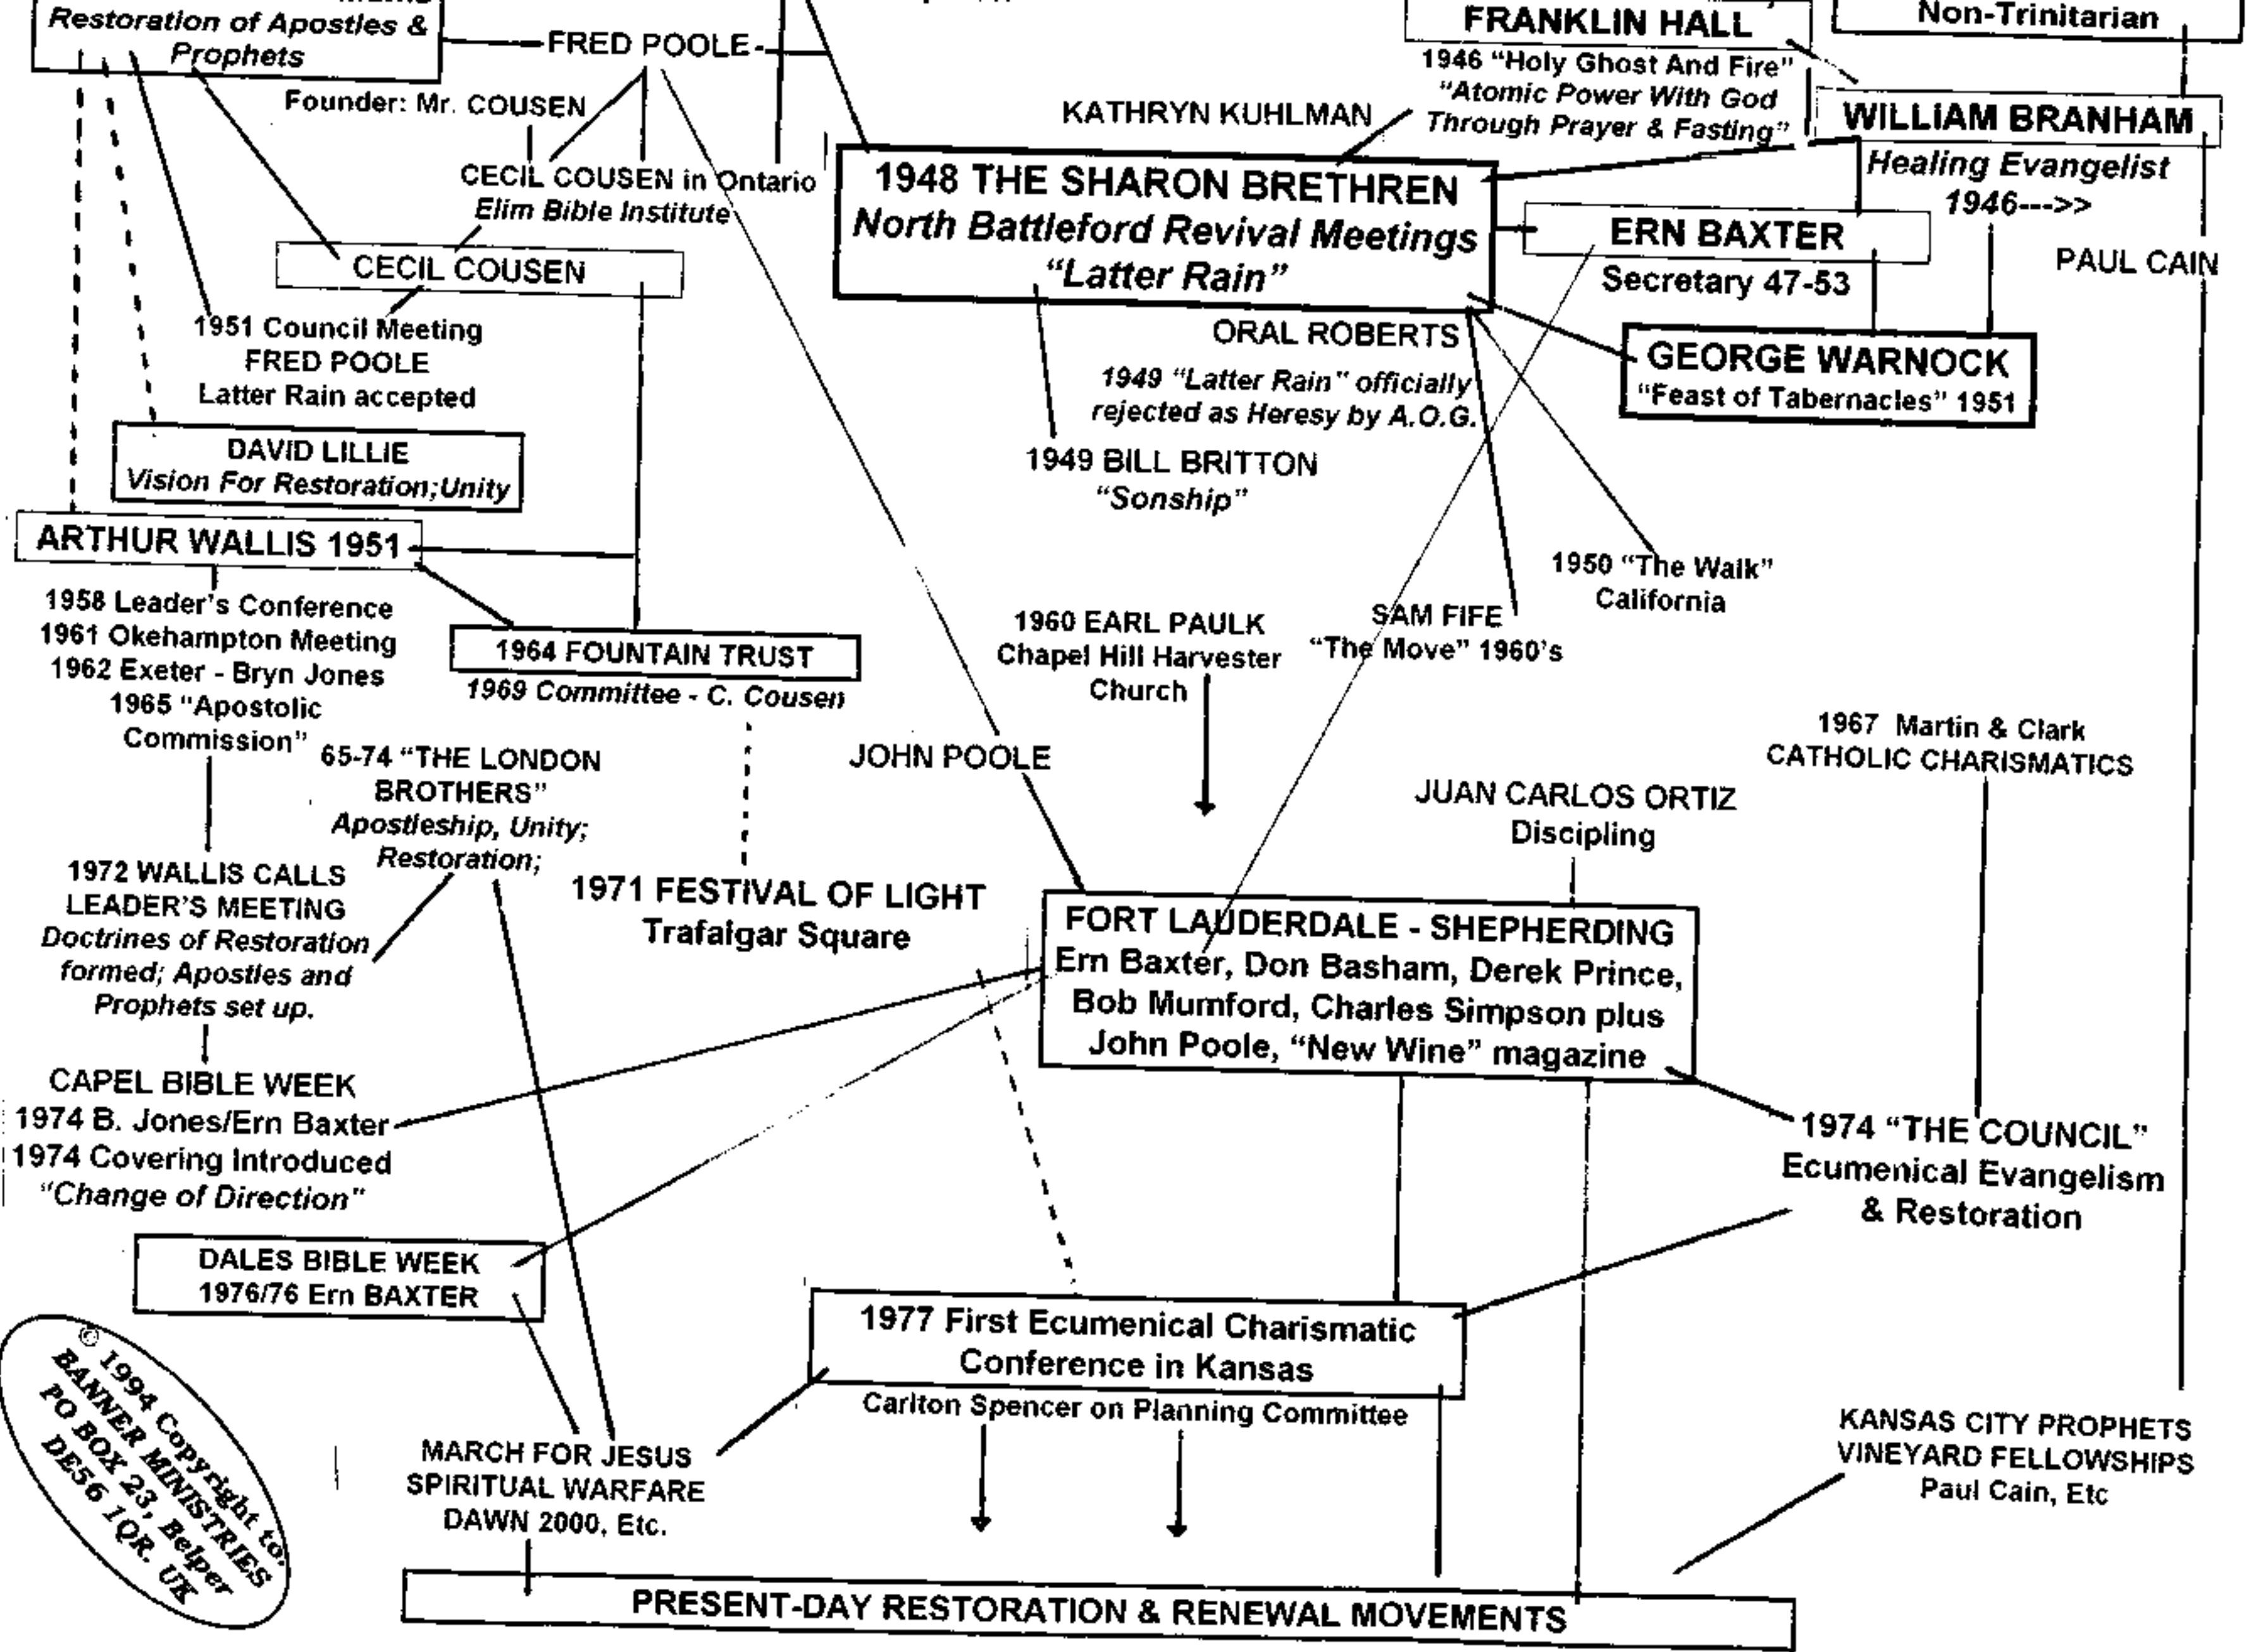 Restoration of Apostles &
Prophets
FRED POOLE
FRANKLIN HALL
1946 “Holy Ghost And Fire”
“Atomic Power With God
Through Prayer & Fasting”
Non-Trinitarian
Founder: Mr. COUSEN
KATHRYN KUHLMAN
WILLIAM BRANHAM
Healing Evangelist
1946--->>
CECIL COUSEN in Ontario
Elim Bible Institute
1948 THE SHARON BRETHREN
North Battleford Revival Meetings
“Latter Rain”
ERN BAXTER
Secretary 47-53
PAUL CAIN
CECIL COUSEN
1951 Council Meeting
FRED POOLE
Latter Rain accepted
ORAL ROBERTS
1949 “Latter Rain” officially
rejected as Heresy by A.O.G.
GEORGE WARNOCK
“Feast of Tabernacles” 1951
DAVID LILLIE
Vision For Restoration;Unity
1949 BILL BRITTON
“Sonship”
ARTHUR WALLIS 1951
1958 Leader's Conference
1961 Okehampton Meeting
1962 Exeter - Bryn Jones
1965 “Apostolic
Commission”
1964 FOUNTAIN TRUST
1969 Committee - C. Cousen
1960 EARL PAULK
Chapel Hill Harvester
Church
SAM FIFE
“The Move” 1960's
1950 “The Walk”
California
65-74 “THE LONDON
BROTHERS”
Apostleship, Unity;
Restoration;
JOHN POOLE
JUAN CARLOS ORTIZ
Discipling
1967 Martin & Clark
CATHOLIC CHARISMATICS
1972 WALLIS CALLS
LEADER'S MEETING
Doctrines of Restoration
formed; Apostles and
Prophets set up.
1971 FESTIVAL OF LIGHT
Trafalgar Square
FORT LAUDERDALE - SHEPHERDING
Ern Baxter, Don Basham, Derek Prince,
Bob Mumford, Charles Simpson plus
John Poole, “New Wine” magazine
CAPEL BIBLE WEEK
1974 B. Jones/Ern Baxter
1974 Covering Introduced
“Change of Direction”
1974 “THE COUNCIL”
Ecumenical Evangelism
& Restoration
DALES BIBLE WEEK
1976/76 Ern BAXTER
1977 First Ecumenical Charismatic
Conference in Kansas
Carlton Spencer on Planning Committee
© 1994 Copyright to:
BANNER MINISTRIES
PO BOX 23, Belper
DE56 1QR. UK
MARCH FOR JESUS
SPIRITUAL WARFARE
DAWN 2000, Etc.
KANSAS CITY PROPHETS
VINEYARD FELLOWSHIPS
Paul Cain, Etc
PRESENT-DAY RESTORATION & RENEWAL MOVEMENTS